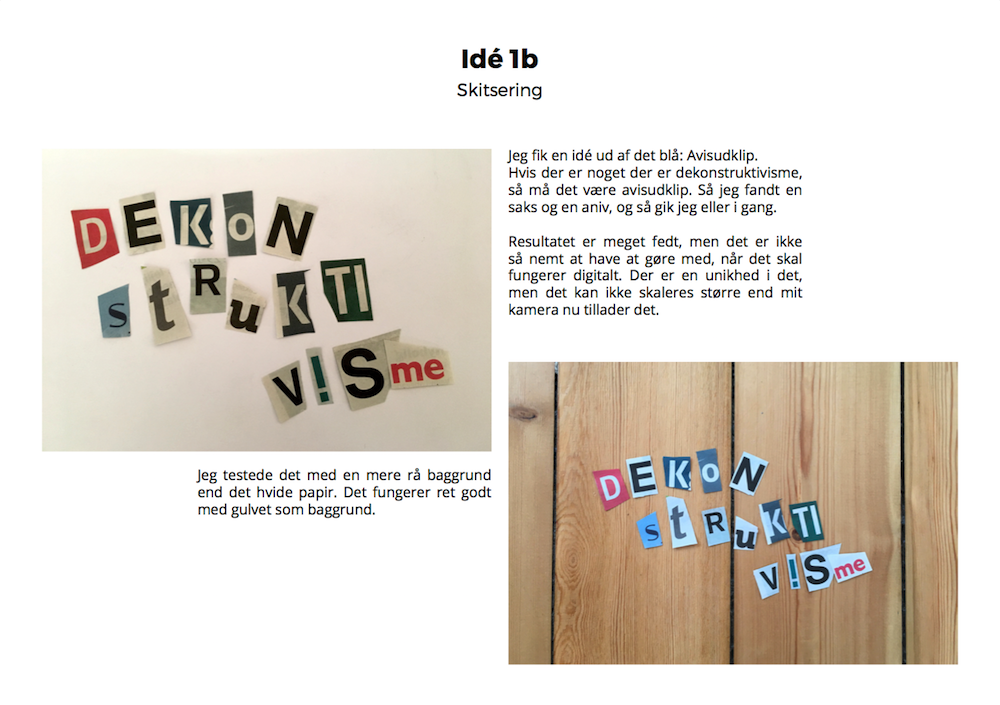 Idé 1b
Skitsering
DEKoN
stRuKTI
V!Sme
Jeg fik en idé ud af det blå: Avisudklip.
Hvis der er noget der er dekonstruktivisme,
så må det være avisudklip. Så jeg fandt en
saks og en aniv, og så gik jeg eller i gang.
Resultatet er meget fedt, men det er ikke
så nemt at have at gøre med, når det skal
fungerer digitalt. Der er en unikhed i det,
men det kan ikke skaleres større end mit
kamera nu tillader det.
Jeg testede det med en mere rå baggrund
end det hvide papir. Det fungerer ret godt
med gulvet som baggrund.
DEKoN
stRuKTI
V!Sme